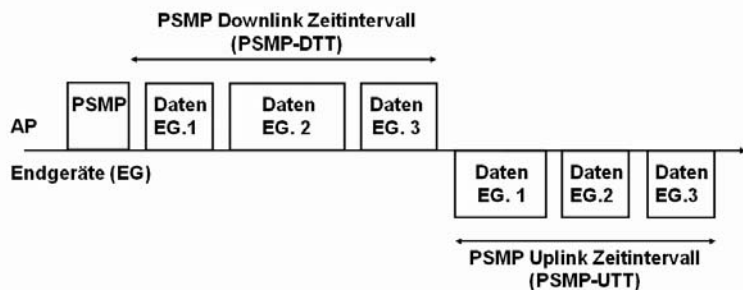 PSMP Downlink Zeitintervall
(PSMP-DTT)
PSMP
Daten
EG.1
Daten
EG. 2
Daten
EG. 3
AP
Endgeräte (EG)
Daten
EG. 1
Daten
EG.2
Daten
EG.3
PSMP Uplink Zeitintervall
(PSMP-UTT)